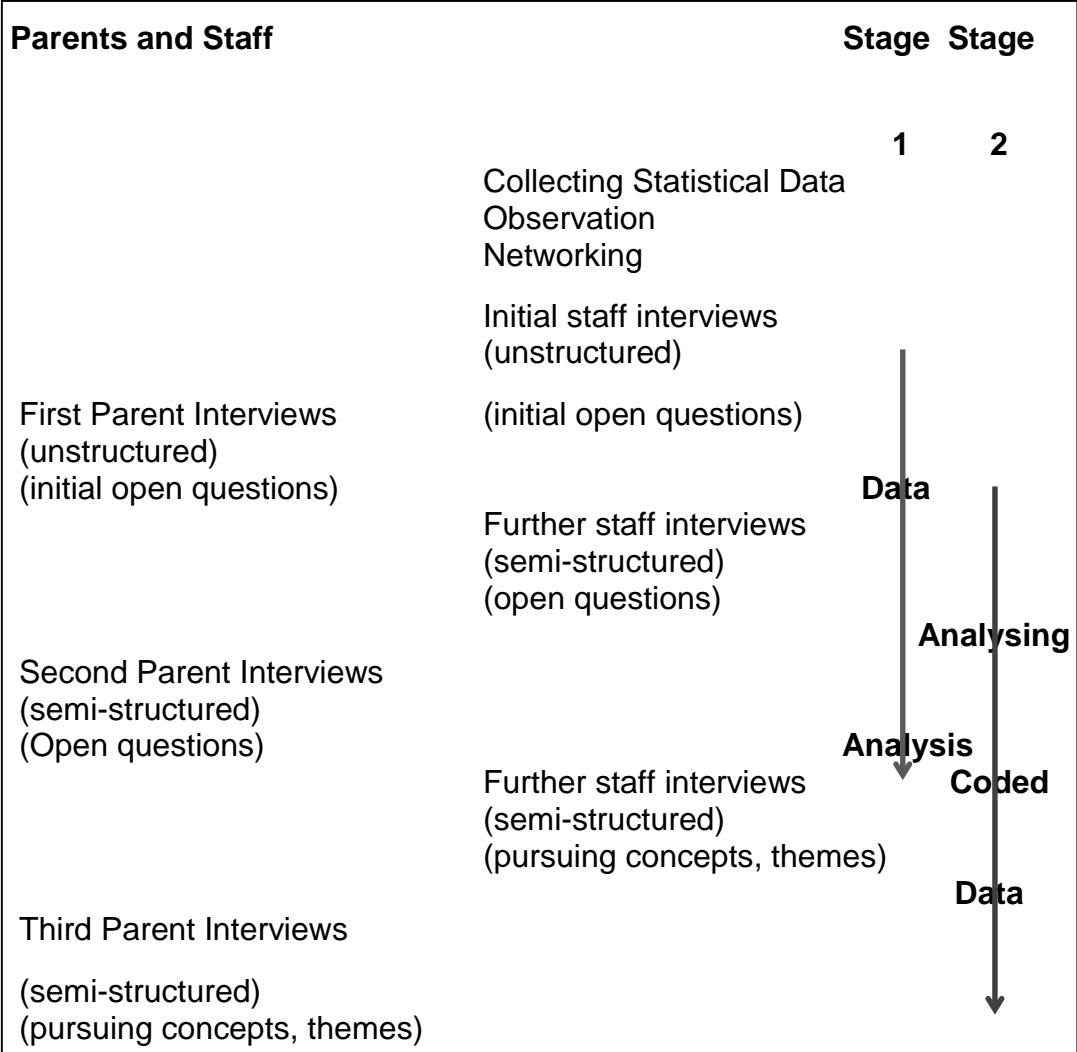 Parents and Staff Stage Stage
1 2
Collecting Statistical Data
Observation
Networking
Initial staff interviews
(unstructured)
First Parent Interviews (initial open questions)
(unstructured)
(initial open questions) Data
Further staff interviews
(semi-structured)
(open questions)
Analysing
Second Parent Interviews
(semi-structured)
(Open questions) Analysis
Further staff interviews Coded
(semi-structured)
(pursuing concepts, themes)
Data
Third Parent Interviews
(semi-structured)
(pursuing concepts, themes)